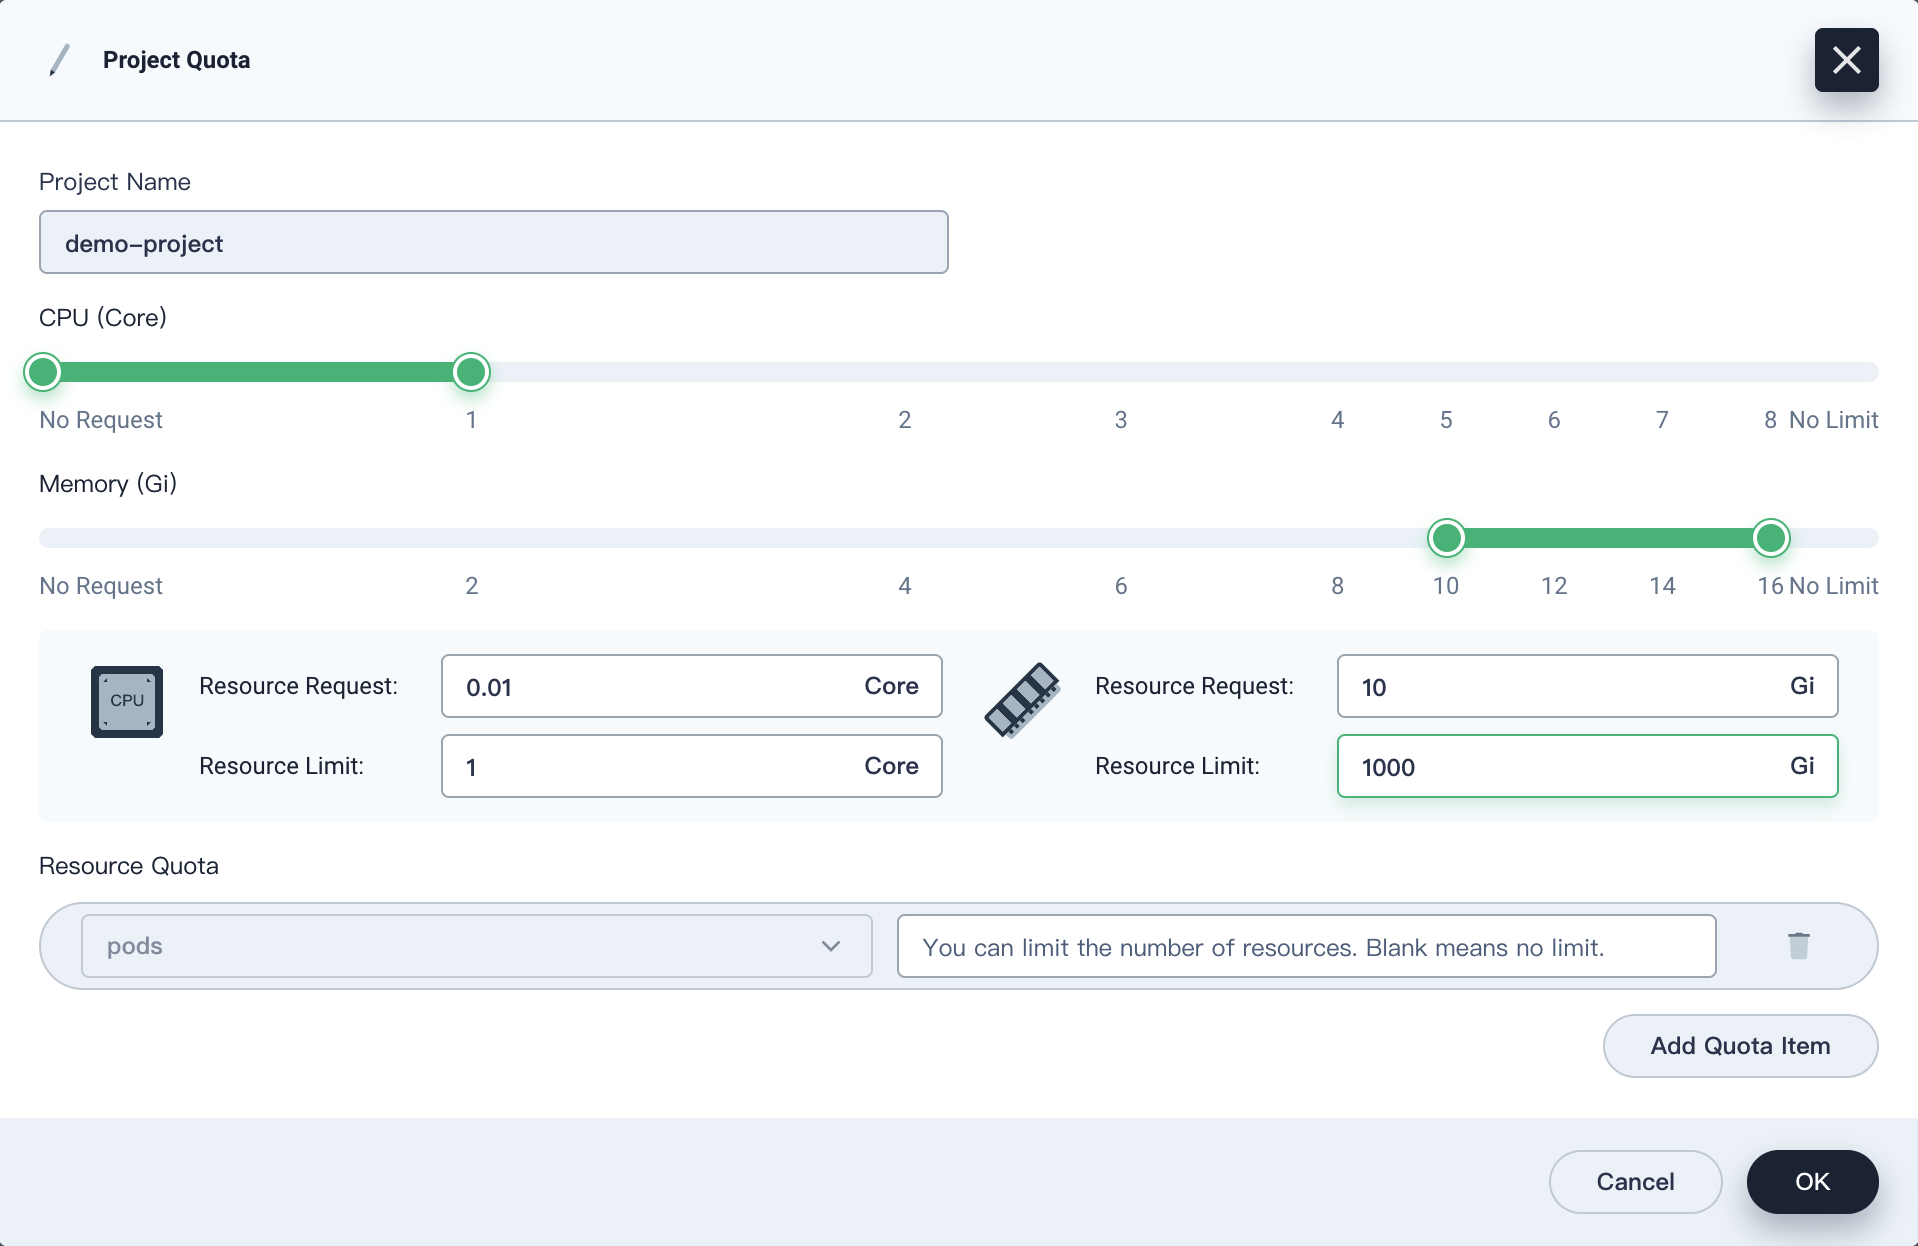 Project Quota
Project Name
demo-project
CPU (Core)
No Request 1 2 3 4 5 6 7 8 No Limit
Memory (Gi)
No Request 2 4 6 8 10 12 14 16 No Limit
CPU
Resource Request: 0.01 Core
Resource Request: 10 Gi
Resource Limit: 1 Core
Resource Limit: 1000 Gi
Resource Quota
pods
You can limit the number of resources. Blank means no limit.
Add Quota Item
Cancel
OK